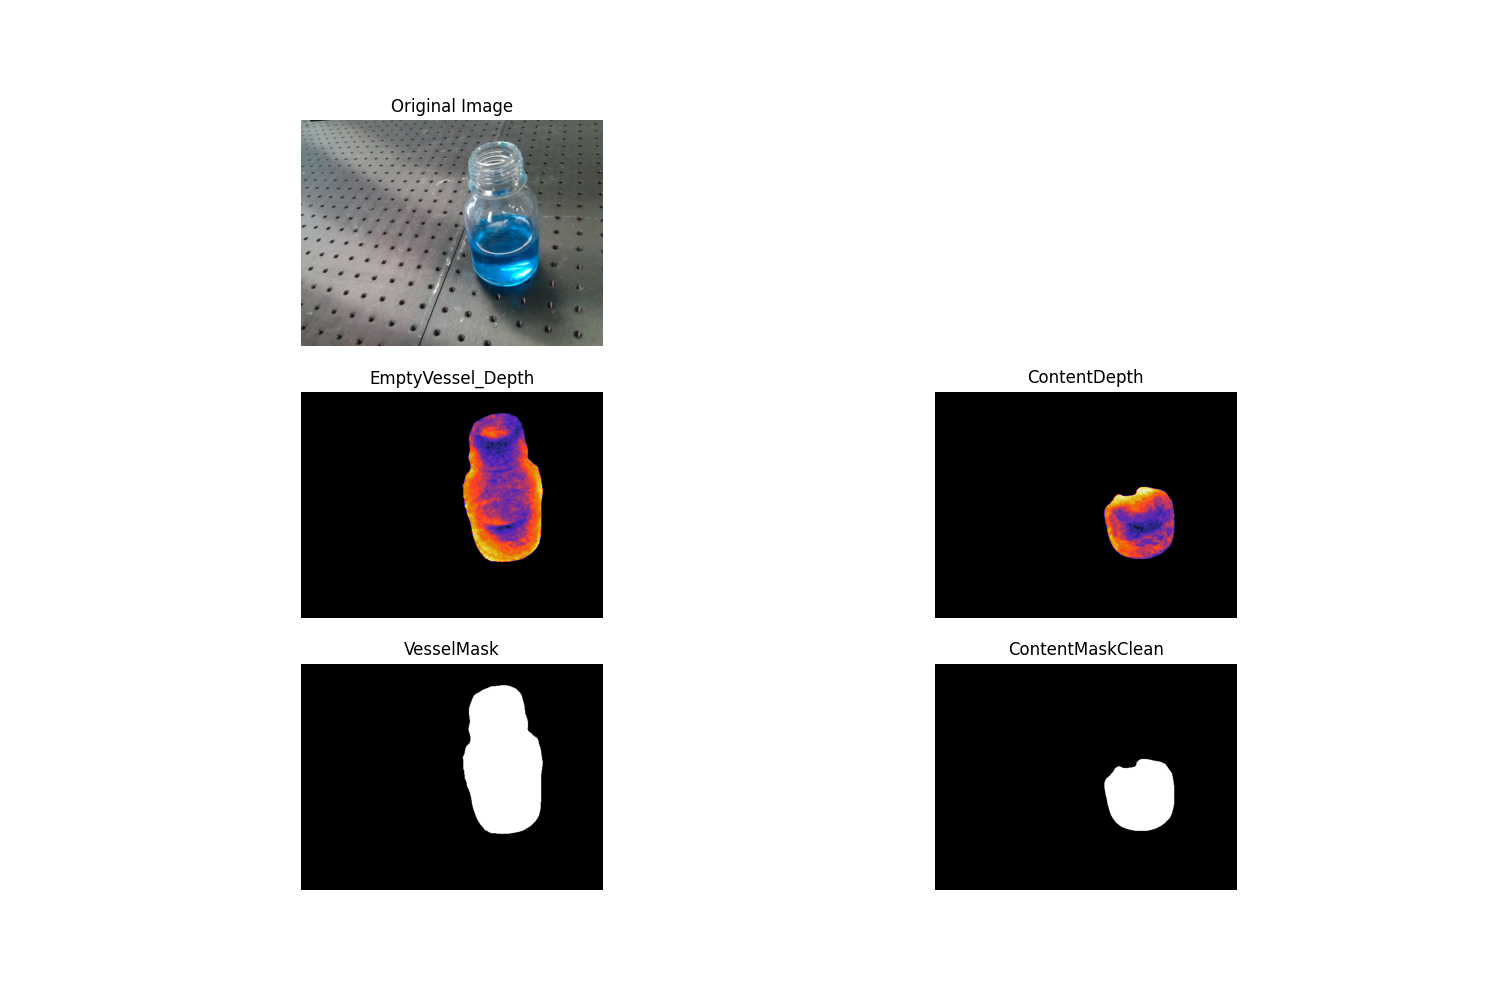 Original Image
EmptyVessel_Depth
ContentDepth
VesselMask
ContentMaskClean